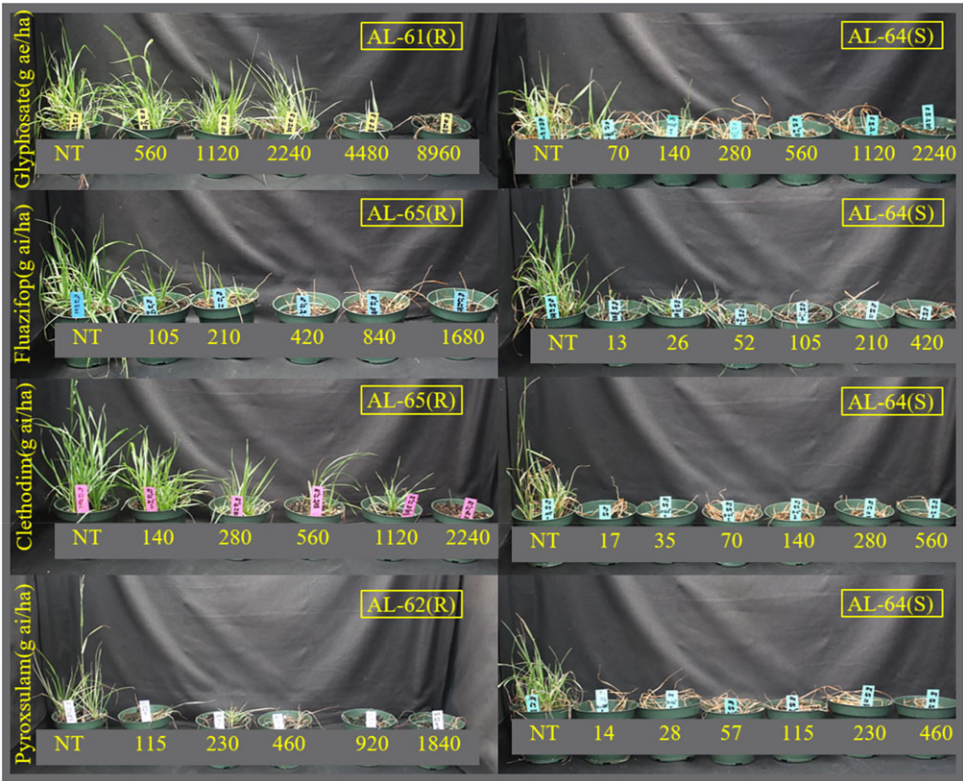 Glyphosate(g ae/ha)
AL-61(R)
NT 560 1120 2240 4480 8960
AL-64(S)
NT 70 140 280 560 1120 2240
Fluazifop(g ai/ha)
AL-65(R)
NT 105 210 420 840 1680
AL-64(S)
NT 13 26 52 105 210 420
Clethodim(g ai/ha)
AL-65(R)
NT 140 280 560 1120 2240
AL-64(S)
NT 17 35 70 140 280 560
Pyroxsulam(g ai/ha)
AL-62(R)
NT 115 230 460 920 1840
AL-64(S)
NT 14 28 57 115 230 460